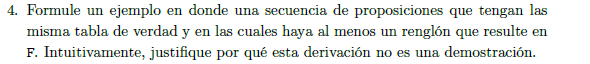 4. Formule un ejemplo en donde una secuencia de proposiciones que tengan las
misma tabla de verdad y en las cuales haya al menos un renglón que resulte en
F. Intuitivamente, justifique por qué esta derivación no es una demostración.